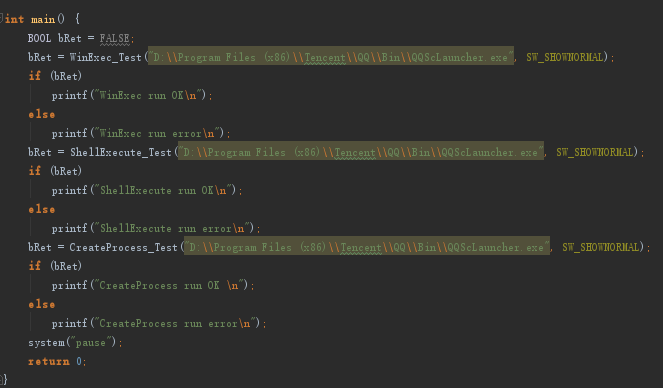 int main() {
BOOL bRet = FALSE;
bRet = WinExec_Test("D:\\Program Files (x86)\\Tencent\\QQ\\Bin\\QQScLauncher.exe", SW_SHOWNORMAL);
if (bRet)
printf("WinExec run OK\n");
else
printf("WinExec run error\n");
bRet = ShellExecute_Test("D:\\Program Files (x86)\\Tencent\\QQ\\Bin\\QQScLauncher.exe", SW_SHOWNORMAL);
if (bRet)
printf("ShellExecute run OK\n");
else
printf("ShellExecute run error\n");
bRet = CreateProcess_Test("D:\\Program Files (x86)\\Tencent\\QQ\\Bin\\QQScLauncher.exe", SW_SHOWNORMAL);
if (bRet)
printf("CreateProcess run OK \n");
else
printf("CreateProcess run error\n");
system("pause");
return 0;
}